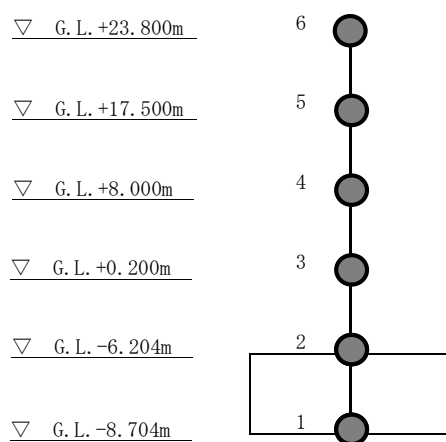 ▽ G.L.+23.800m 6
▽ G.L.+17.500m 5
▽ G.L.+8.000m 4
▽ G.L.+0.200m 3
▽ G.L.-6.204m 2
▽ G.L.-8.704m 1